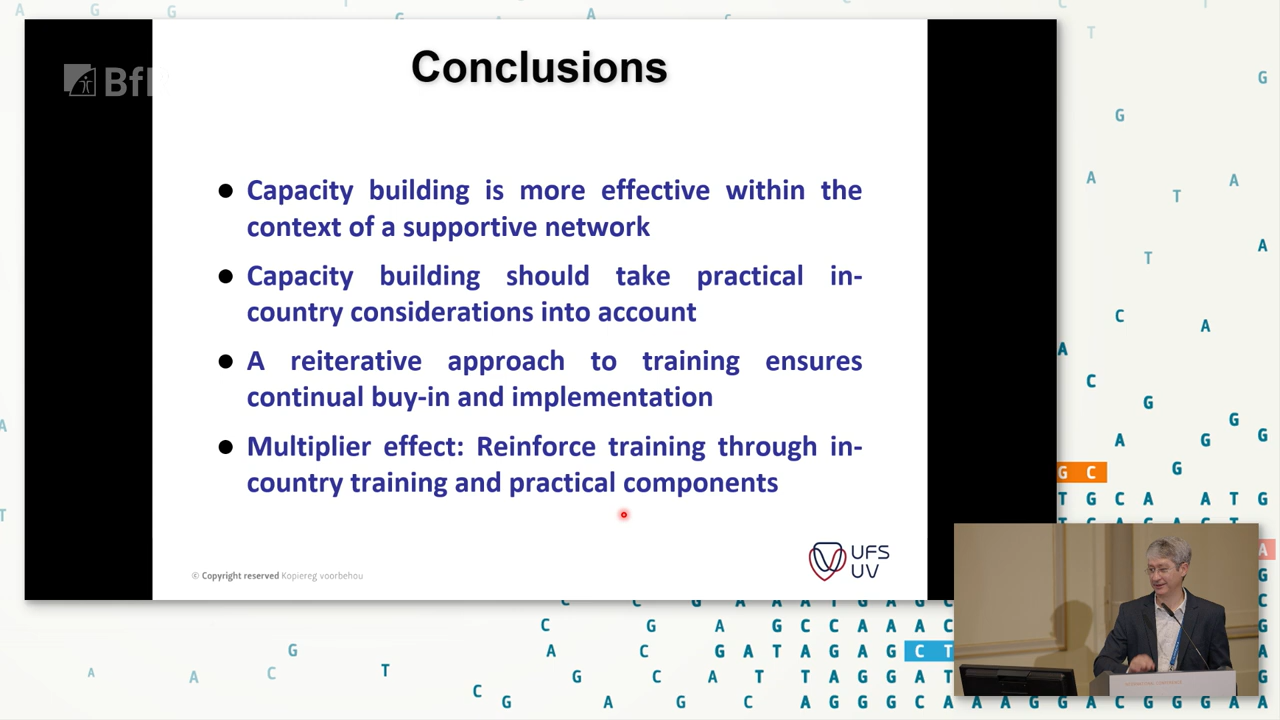 Conclusions
● Capacity building is more effective within the
context of a supportive network
● Capacity building should take practical in-
country considerations into account
● A reiterative approach to training ensures
continual buy-in and implementation
● Multiplier effect: Reinforce training through in-
country training and practical components
© Copyright reserved Kopiereg voorbehou
UFS
UV